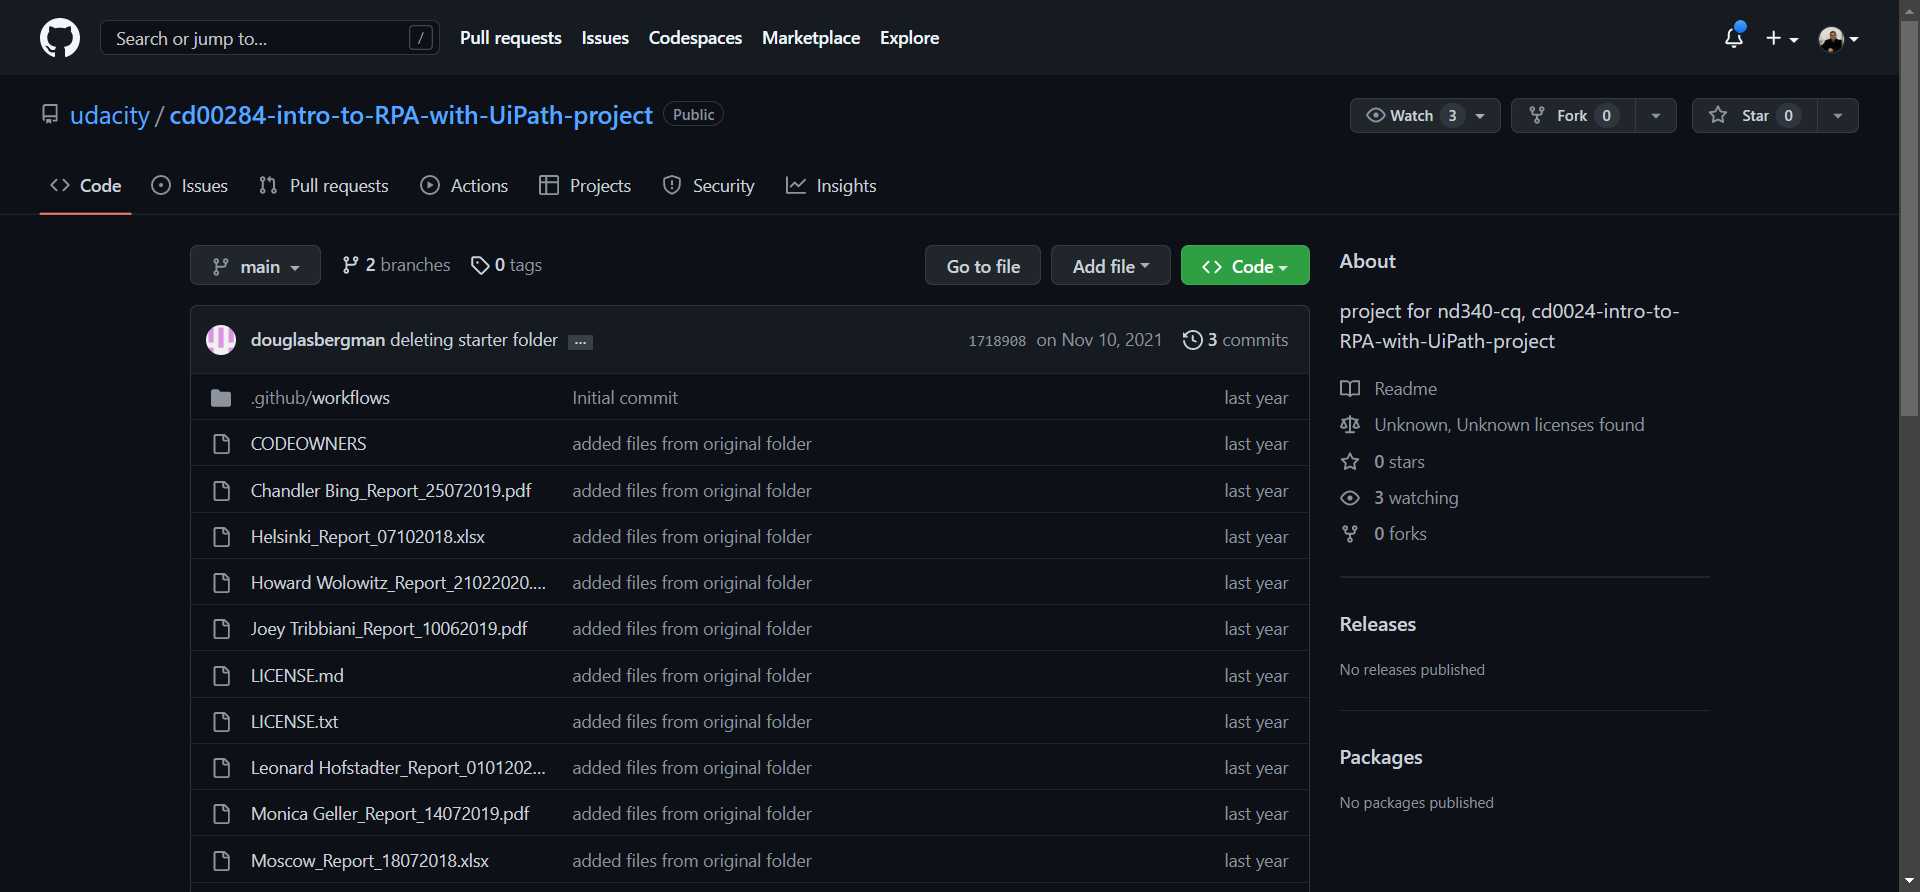 Search or jump to... /
Pull requests Issues Codespaces Marketplace Explore
udacity / cd00284-intro-to-RPA-with-UiPath-project Public
Watch 3 Fork 0 Star 0
Code Issues Pull requests Actions Projects Security Insights
main 2 branches 0 tags Go to file Add file Code
douglasbergman deleting starter folder ... 1718908 on Nov 10, 2021 3 commits
.github/workflows Initial commit last year
CODEOWNERS added files from original folder last year
Chandler Bing_Report_25072019.pdf added files from original folder last year
Helsinki_Report_07102018.xlsx added files from original folder last year
Howard Wolowitz_Report_21022020.... added files from original folder last year
Joey Tribbiani_Report_10062019.pdf added files from original folder last year
LICENSE.md added files from original folder last year
LICENSE.txt added files from original folder last year
Leonard Hofstadter_Report_0101202... added files from original folder last year
Monica Geller_Report_14072019.pdf added files from original folder last year
Moscow_Report_18072018.xlsx added files from original folder last year
About
project for nd340-cq, cd0024-intro-to-
RPA-with-UiPath-project
Readme
Unknown, Unknown licenses found
0 stars
3 watching
0 forks
Releases
No releases published
Packages
No packages published